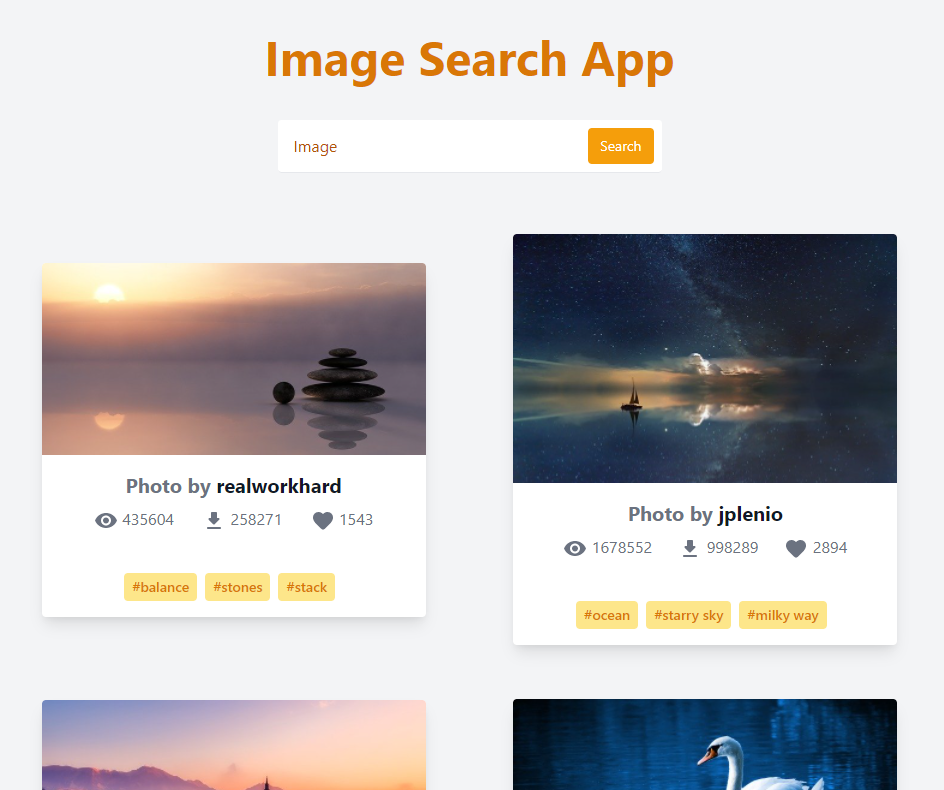 Image Search App
Image
Search
Photo by realworkhard
435604 258271 1543
#balance #stones #stack
Photo by jplenio
1678552 998289 2894
#ocean #starry sky #milky way